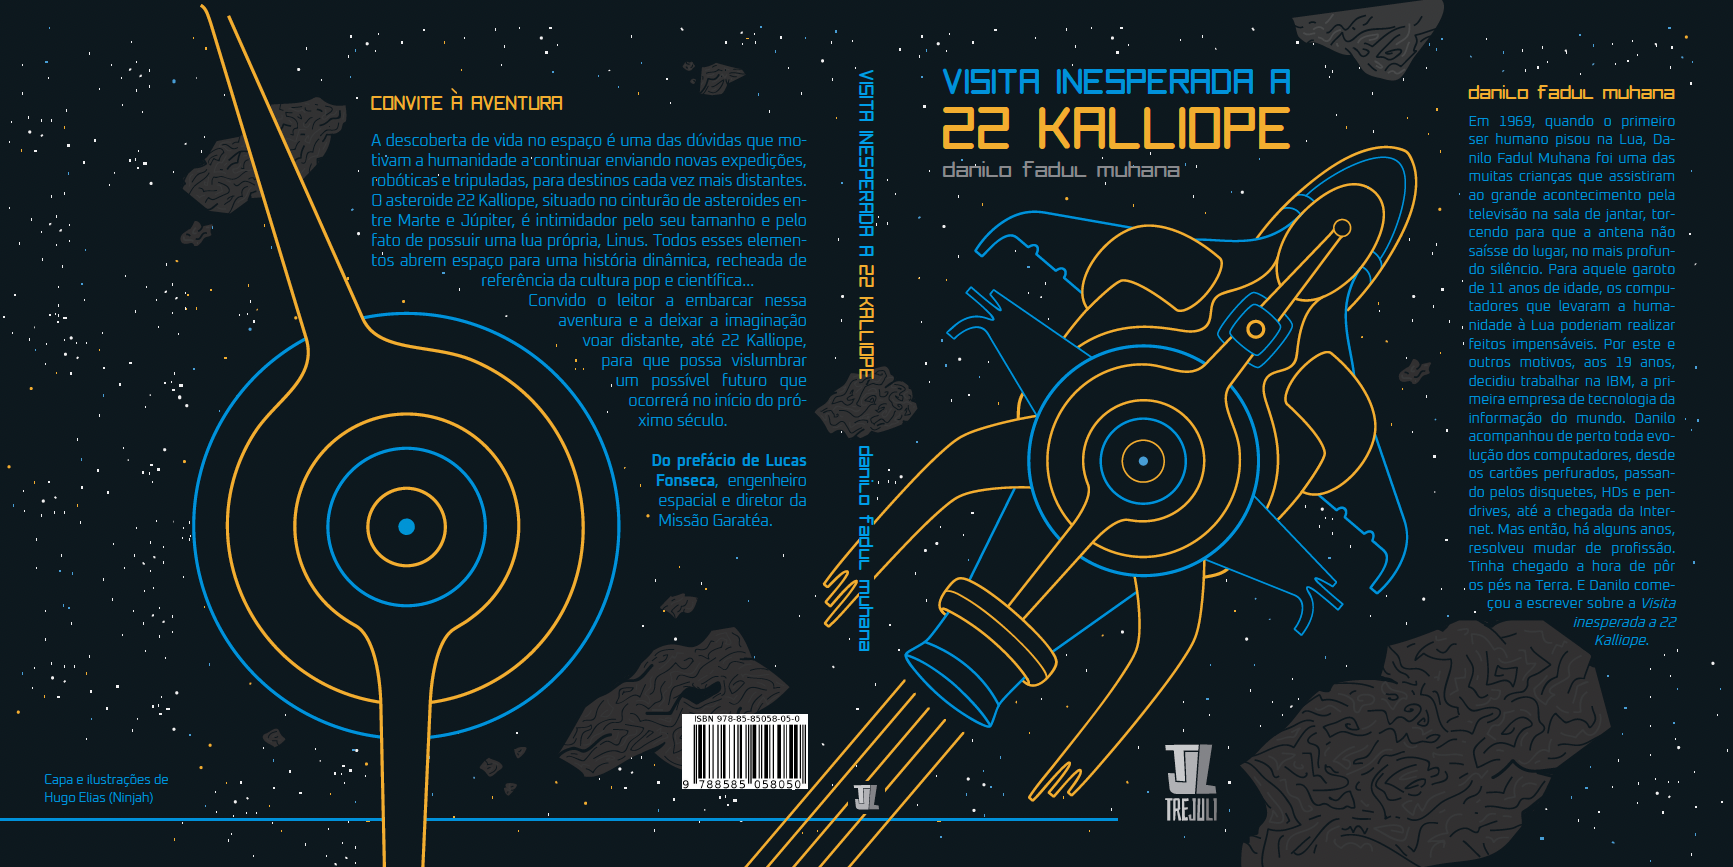 CONVITE À AVENTURA
A descoberta de vida no espaço é uma das dúvidas que mo-
tivam a humanidade a continuar enviando novas expedições,
robóticas e tripuladas, para destinos cada vez mais distantes.
O asteroide 22 Kalliope, situado no cinturão de asteroides en-
tre Marte e Júpiter, é intimidador pelo seu tamanho e pelo
fato de possuir uma lua própria, Linus. Todos esses elemen-
tos abrem espaço para uma história dinâmica, recheada de
referência da cultura pop e científica...
Convido o leitor a embarcar nessa
aventura e a deixar a imaginação
voar distante, até 22 Kalliope,
para que possa vislumbrar
um possível futuro que
ocorrerá no início do pró-
ximo século.
Do prefácio de Lucas
Fonseca, engenheiro
espacial e diretor da
Missão Garatéa.
ISBN 978-85-85058-05-0
9 788585 058050
Capa e ilustrações de
Hugo Elias (Ninjah)
VISITA INESPERADA A 22 KALLIOPE
danilo fadul muhana
VISITA INESPERADA A
22 KALLIOPE
danilo fadul muhana
TREJULI
danilo fadul muhana
Em 1969, quando o primeiro
ser humano pisou na Lua, Da-
nilo Fadul Muhana foi uma das
muitas crianças que assistiram
ao grande acontecimento pela
televisão na sala de jantar, tor-
cendo para que a antena não
saísse do lugar, no mais profun-
do silêncio. Para aquele garoto
de 11 anos de idade, os compu-
tadores que levaram a huma-
nidade à Lua poderiam realizar
feitos impensáveis. Por este e
outros motivos, aos 19 anos,
decidiu trabalhar na IBM, a pri-
meira empresa de tecnologia da
informação do mundo. Danilo
acompanhou de perto toda evo-
lução dos computadores, desde
os cartões perfurados, passan-
do pelos disquetes, HDs e pen-
drives, até a chegada da Inter-
net. Mas então, há alguns anos,
resolveu mudar de profissão.
Tinha chegado a hora de pôr
os pés na Terra. E Danilo come-
çou a escrever sobre a Visita
inesperada a 22
Kalliope.